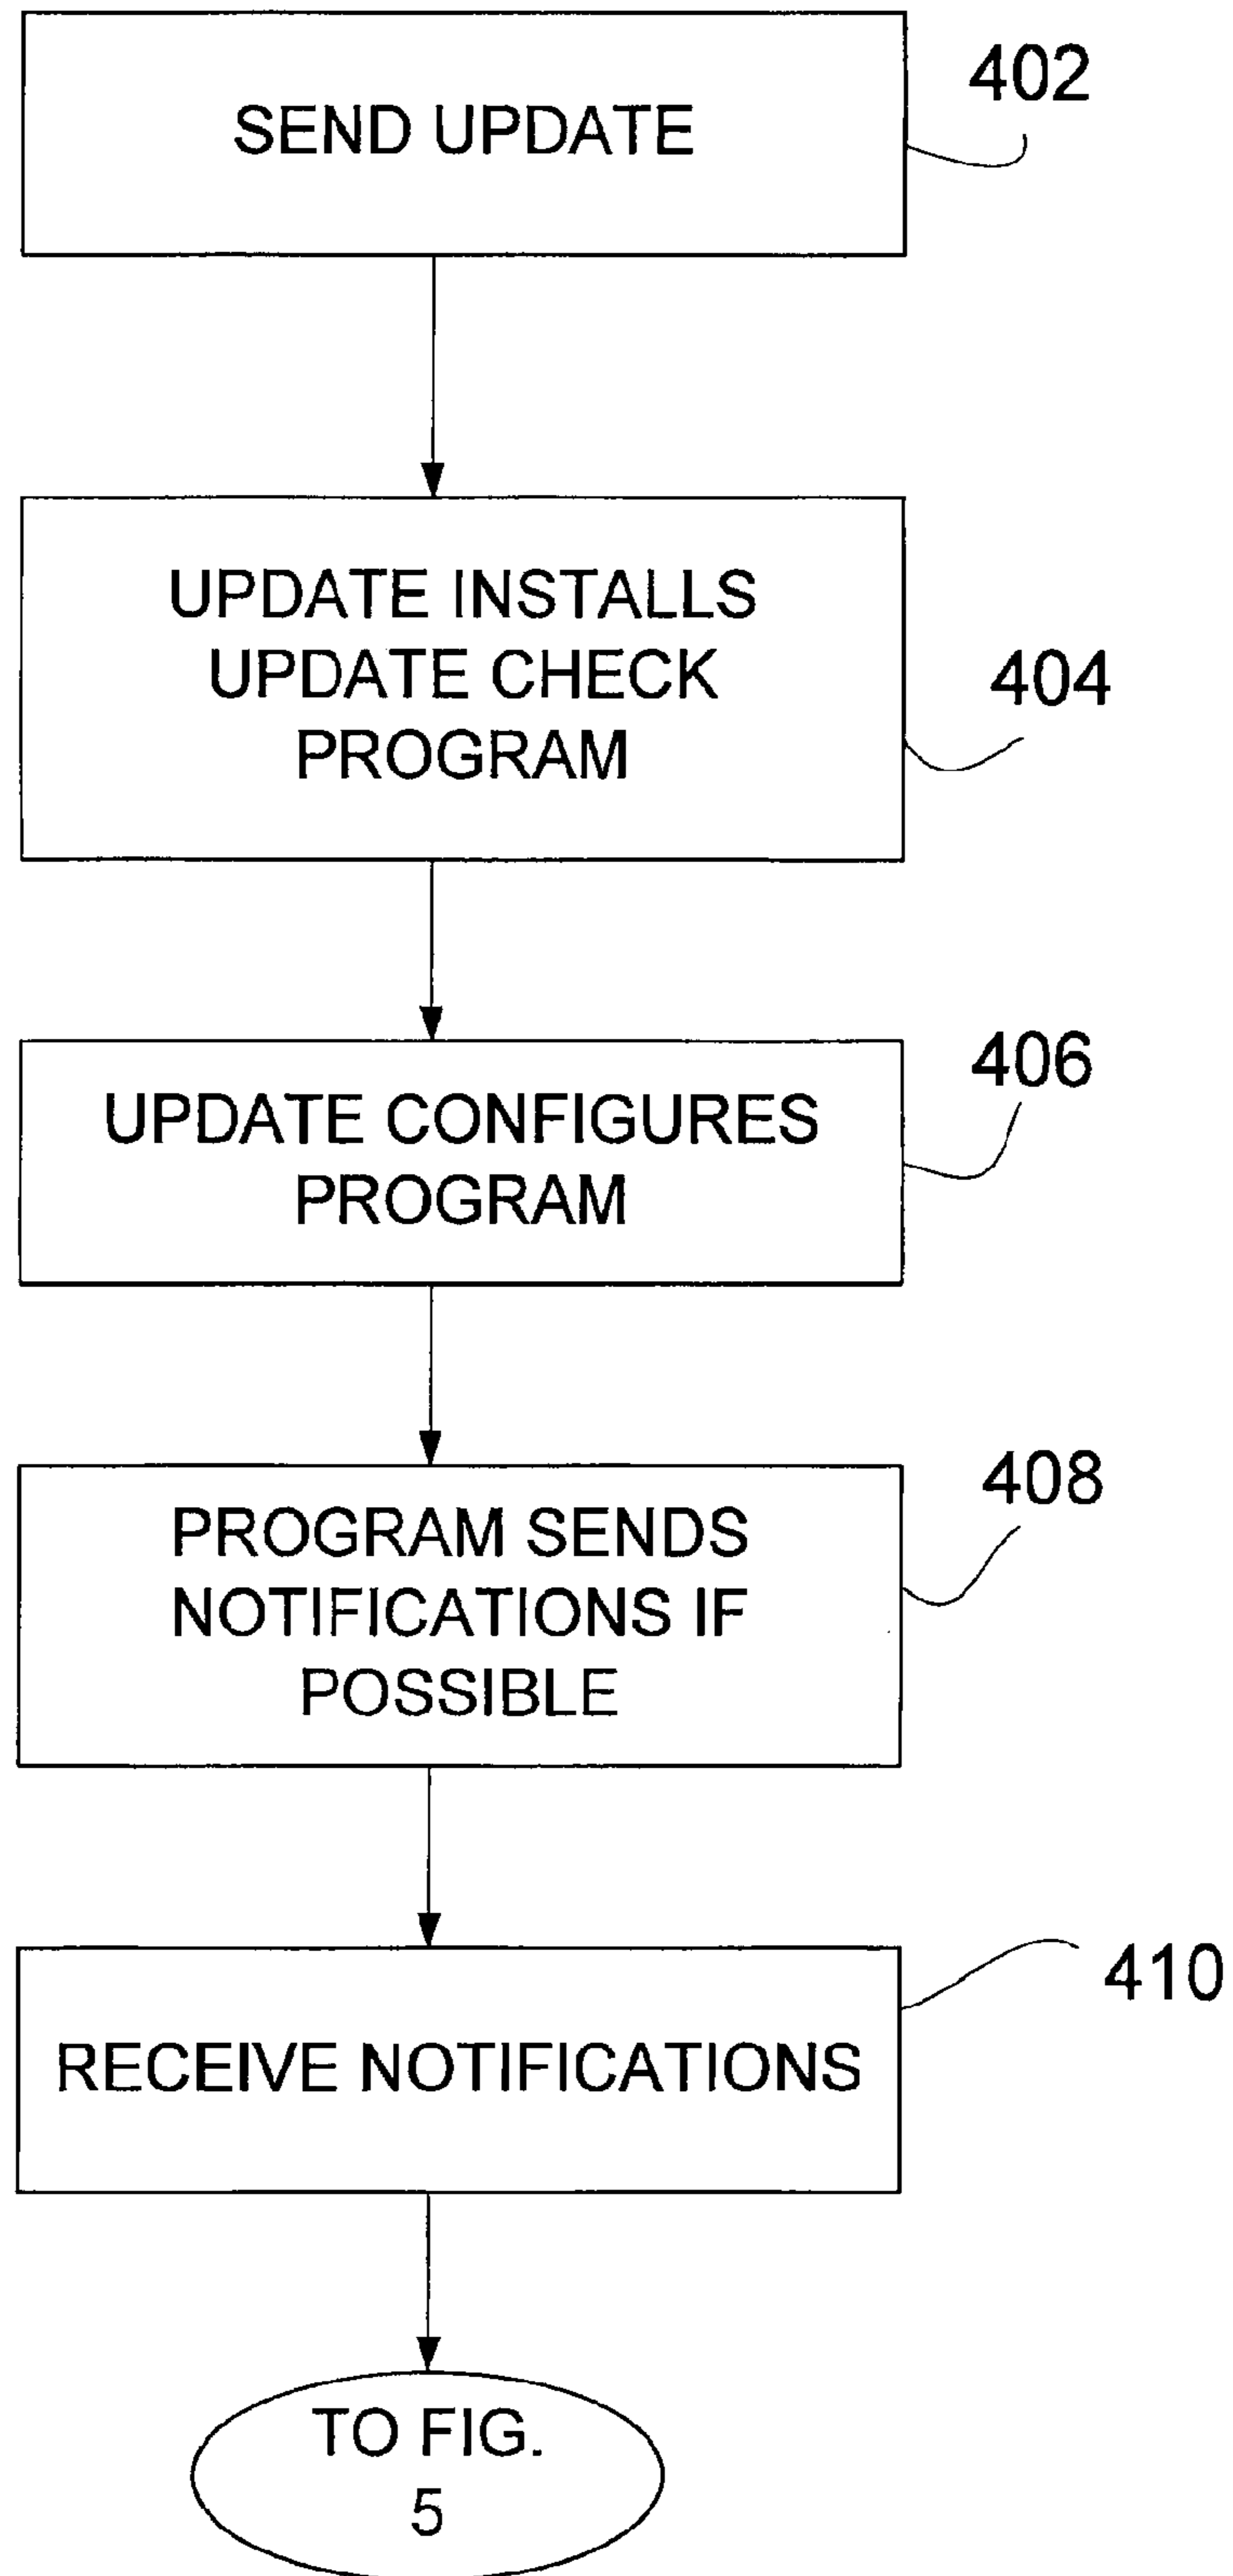 SEND UPDATE
402
UPDATE INSTALLS
UPDATE CHECK
PROGRAM
404
UPDATE CONFIGURES
PROGRAM
406
PROGRAM SENDS
NOTIFICATIONS IF
POSSIBLE
408
RECEIVE NOTIFICATIONS
410
TO FIG.
5